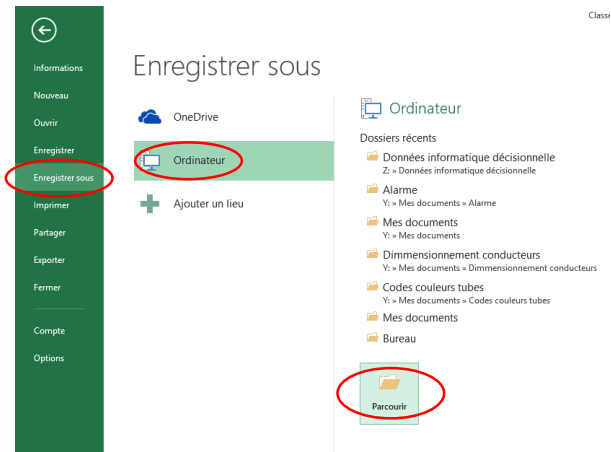 Classe
Informations
Nouveau
Ouvrir
Enregistrer
Enregistrer sous
Imprimer
Partager
Exporter
Fermer
Compte
Options
Enregistrer sous
OneDrive
Ordinateur
Ajouter un lieu
Ordinateur
Dossiers récents
Données informatique décisionnelle
Z: » Données informatique décisionnelle
Alarme
Y: » Mes documents » Alarme
Mes documents
Y: » Mes documents
Dimmensionnement conducteurs
Y: » Mes documents » Dimmensionnement conducteurs
Codes couleurs tubes
Y: » Mes documents » Codes couleurs tubes
Mes documents
Bureau
Parcourir